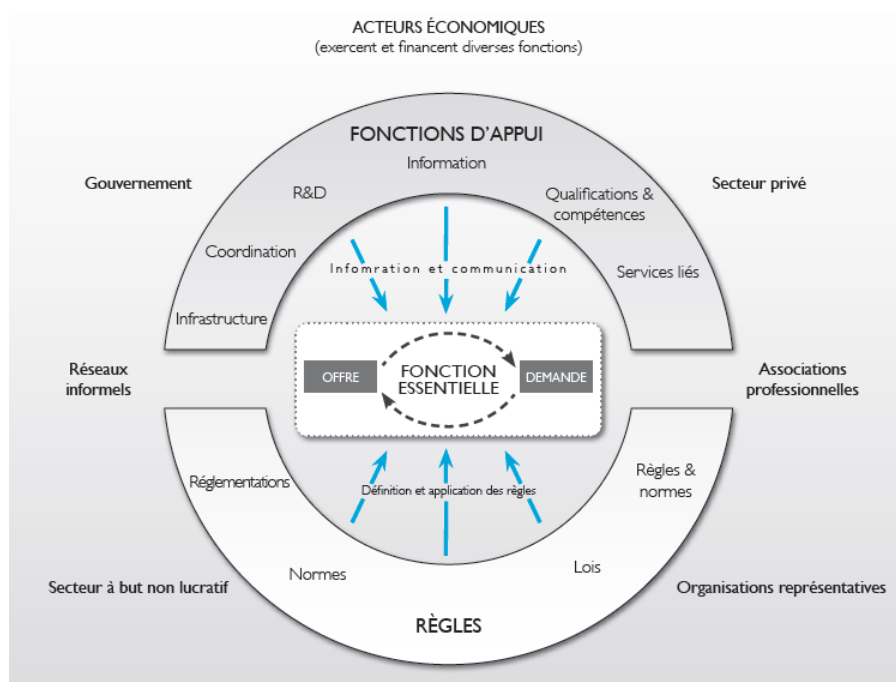 ACTEURS ÉCONOMIQUES
(exercent et financent diverses fonctions)
FONCTIONS D'APPUI
Information
Gouvernement
Secteur privé
R&D
Qualifications &
compétences
Coordination
Services liés
Infomration et communication
Infrastructure
Réseaux
informels
OFFRE
FONCTION
ESSENTIELLE
DEMANDE
Associations
professionnelles
Réglementations
Définition et application des règles
Règles &
normes
Normes
Lois
Secteur à but non lucratif
Organisations représentatives
RÈGLES